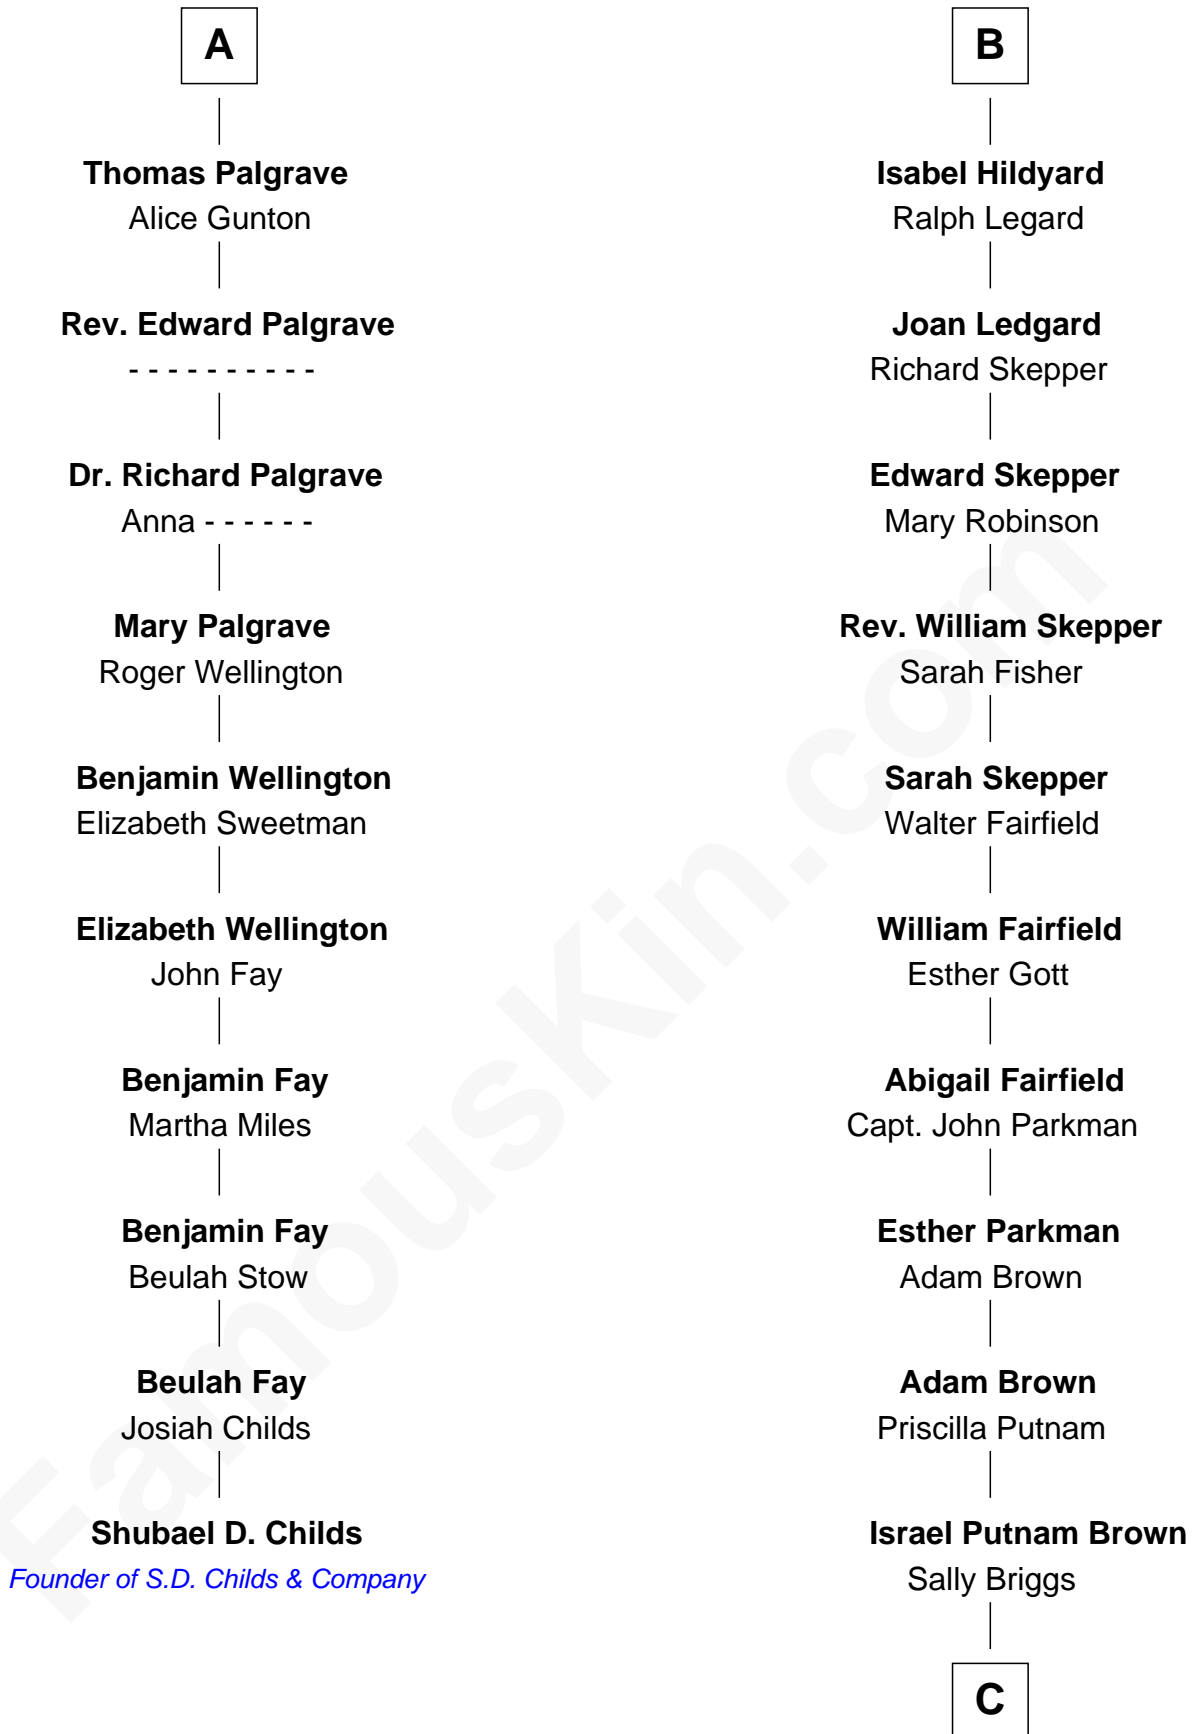 A
Thomas Palgrave
Alice Gunton
Rev. Edward Palgrave
- - - - - - - - - -
Dr. Richard Palgrave
Anna - - - - - -
Mary Palgrave
Roger Wellington
Benjamin Wellington
Elizabeth Sweetman
Elizabeth Wellington
John Fay
Benjamin Fay
Martha Miles
Benjamin Fay
Beulah Stow
Beulah Fay
Josiah Childs
Shubael D. Childs
Founder of S.D. Childs & Company
B
Isabel Hildyard
Ralph Legard
Joan Ledgard
Richard Skepper
Edward Skepper
Mary Robinson
Rev. William Skepper
Sarah Fisher
Sarah Skepper
Walter Fairfield
William Fairfield
Esther Gott
Abigail Fairfield
Capt. John Parkman
Esther Parkman
Adam Brown
Adam Brown
Priscilla Putnam
Israel Putnam Brown
Sally Briggs
C
FamousKin.com